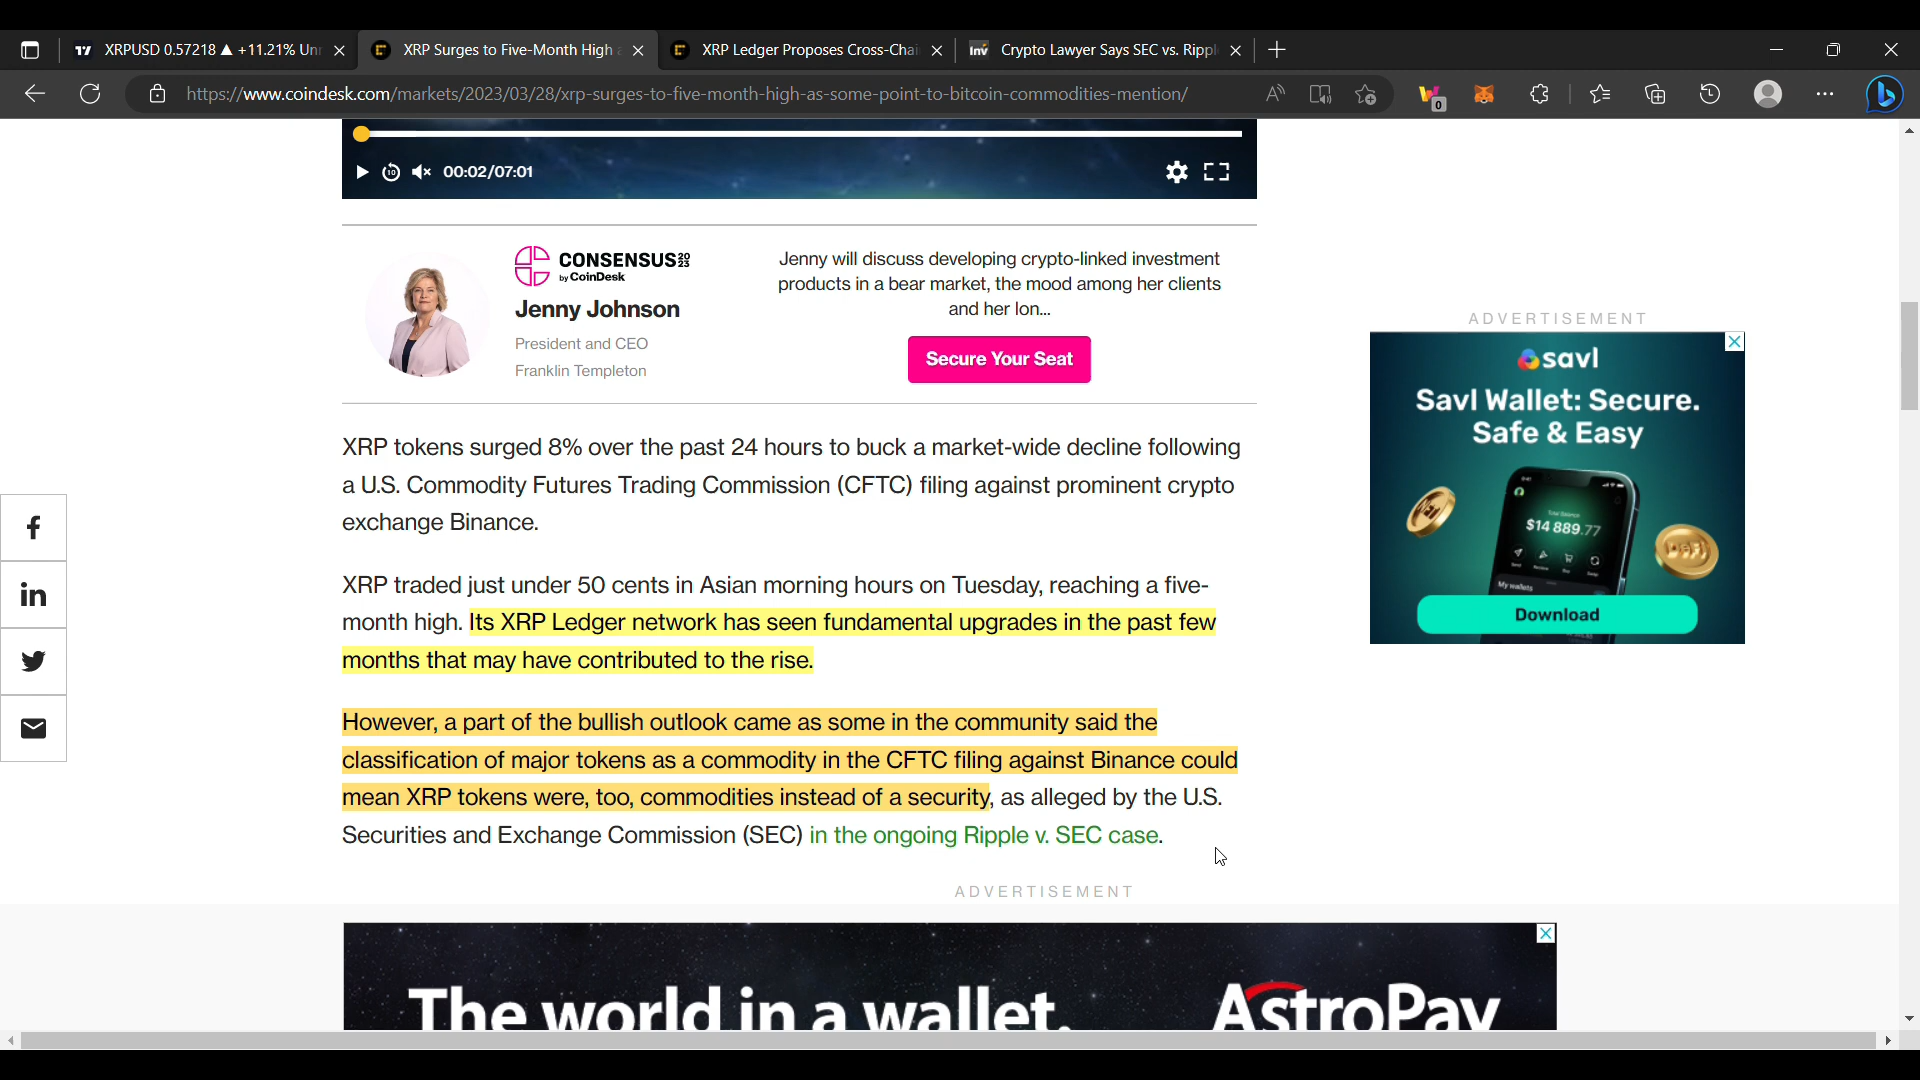 XRPUSD 0.57218 ▲ +11.21% Un
XRP Surges to Five-Month High
XRP Ledger Proposes Cross-Chai
Crypto Lawyer Says SEC vs. Rippl
https://www.coindesk.com/markets/2023/03/28/xrp-surges-to-five-month-high-as-some-point-to-bitcoin-commodities-mention/
0
10
00:02/07:01
CONSENSUS 2023
by CoinDesk
Jenny Johnson
President and CEO
Franklin Templeton
Jenny will discuss developing crypto-linked investment
products in a bear market, the mood among her clients
and her lon...
Secure Your Seat
ADVERTISEMENT
savl
Savl Wallet: Secure.
Safe & Easy
Total Balance
$14 889.77
My wallets
DeFi
Download
XRP tokens surged 8% over the past 24 hours to buck a market-wide decline following
a U.S. Commodity Futures Trading Commission (CFTC) filing against prominent crypto
exchange Binance.
XRP traded just under 50 cents in Asian morning hours on Tuesday, reaching a five-
month high. Its XRP Ledger network has seen fundamental upgrades in the past few
months that may have contributed to the rise.
However, a part of the bullish outlook came as some in the community said the
classification of major tokens as a commodity in the CFTC filing against Binance could
mean XRP tokens were, too, commodities instead of a security, as alleged by the U.S.
Securities and Exchange Commission (SEC) in the ongoing Ripple v. SEC case.
ADVERTISEMENT
The world in a wallet.
AstroPay